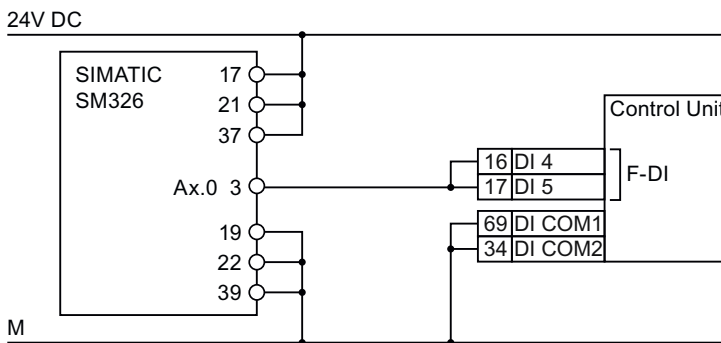 24V DC
SIMATIC
SM326
17
21
37
Ax.0 3
19
22
39
Control Unit
16 DI 4
17 DI 5
F-DI
69 DI COM1
34 DI COM2
M